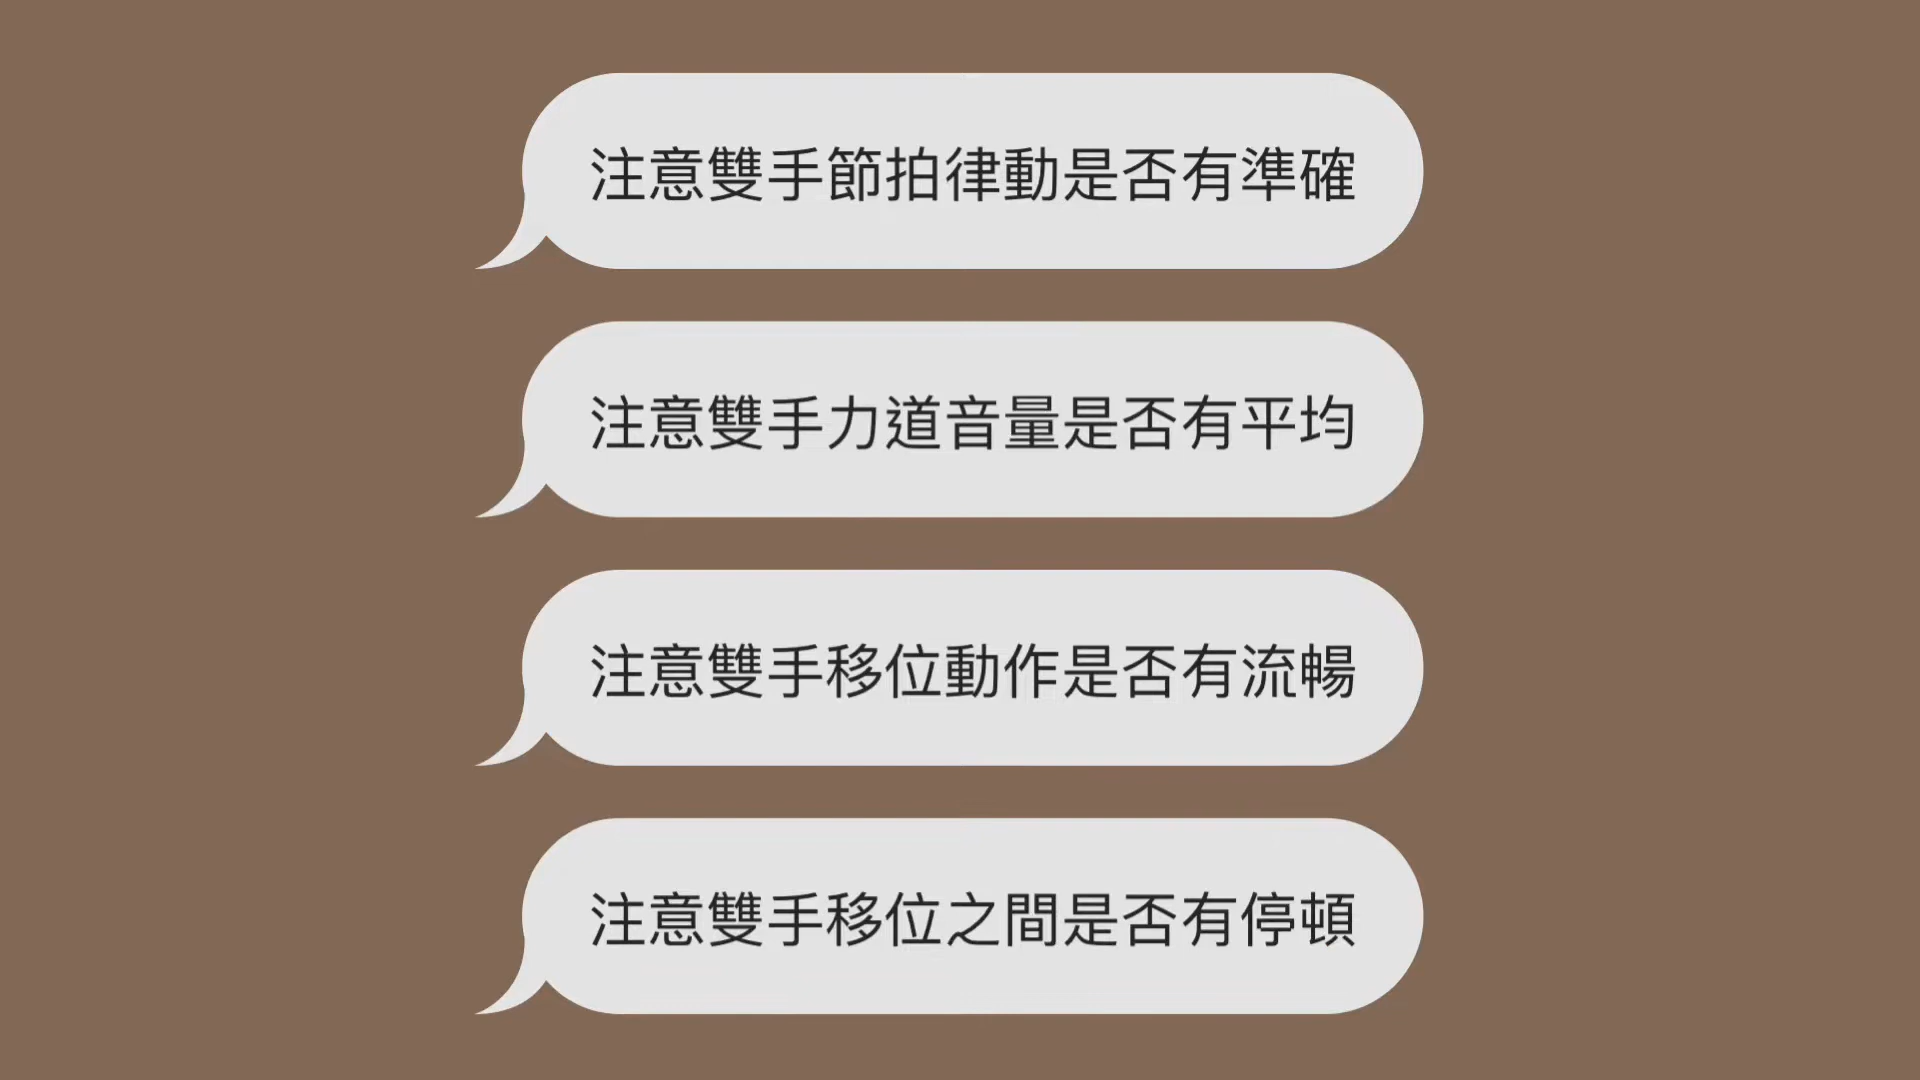 注意雙手節拍律動是否有準確
注意雙手力道音量是否有平均
注意雙手移位動作是否有流暢
注意雙手移位之間是否有停頓